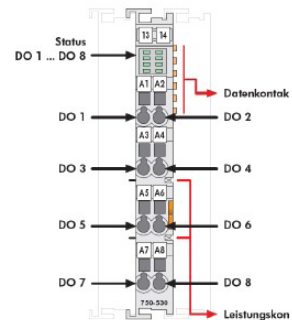 Status
DO 1 ... DO 8
13 14
A1 A2
Datenkontak
DO 1
DO 2
A3 A4
DO 3
DO 4
A5 A6
DO 5
DO 6
A7 A8
DO 7
DO 8
750-530
Leistungskon